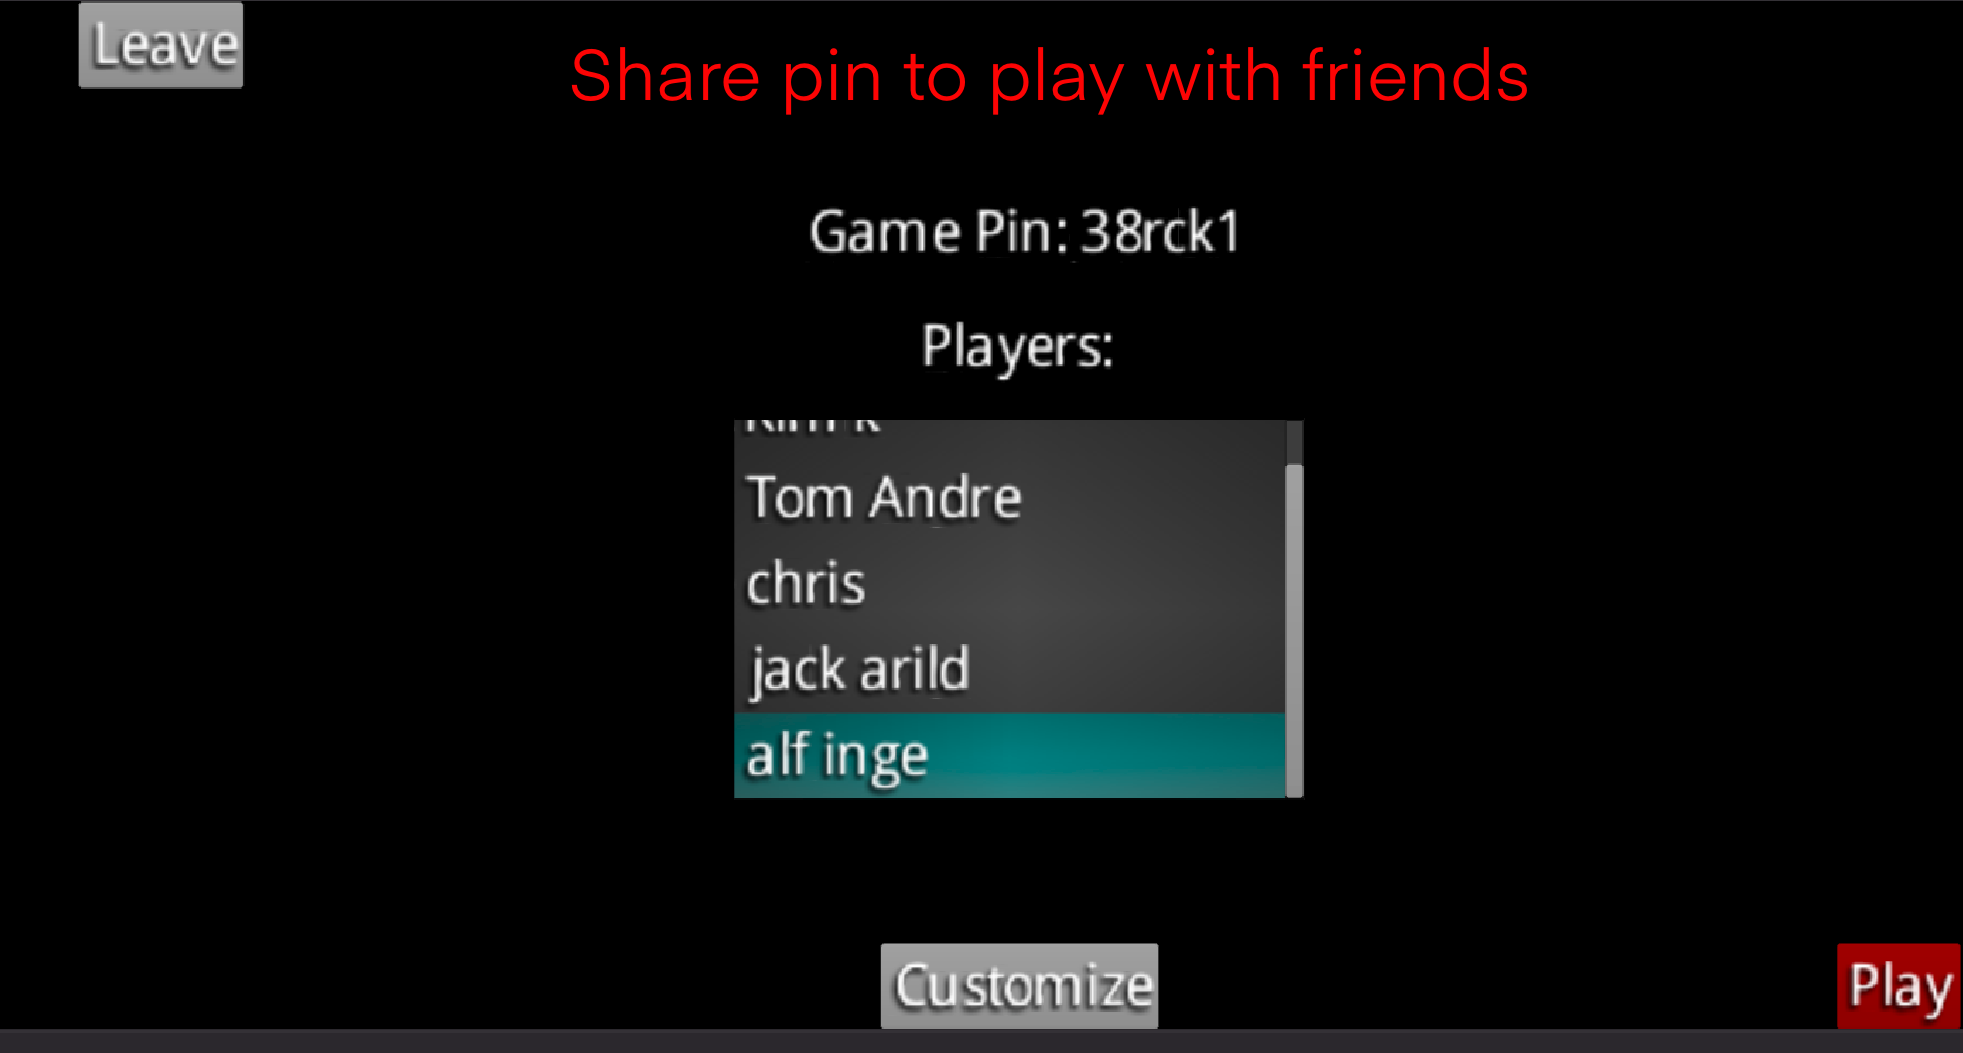 Leave
Share pin to play with friends
Game Pin: 38rck1
Players:
Tom Andre
chris
jack arild
alf inge
Customize
Play